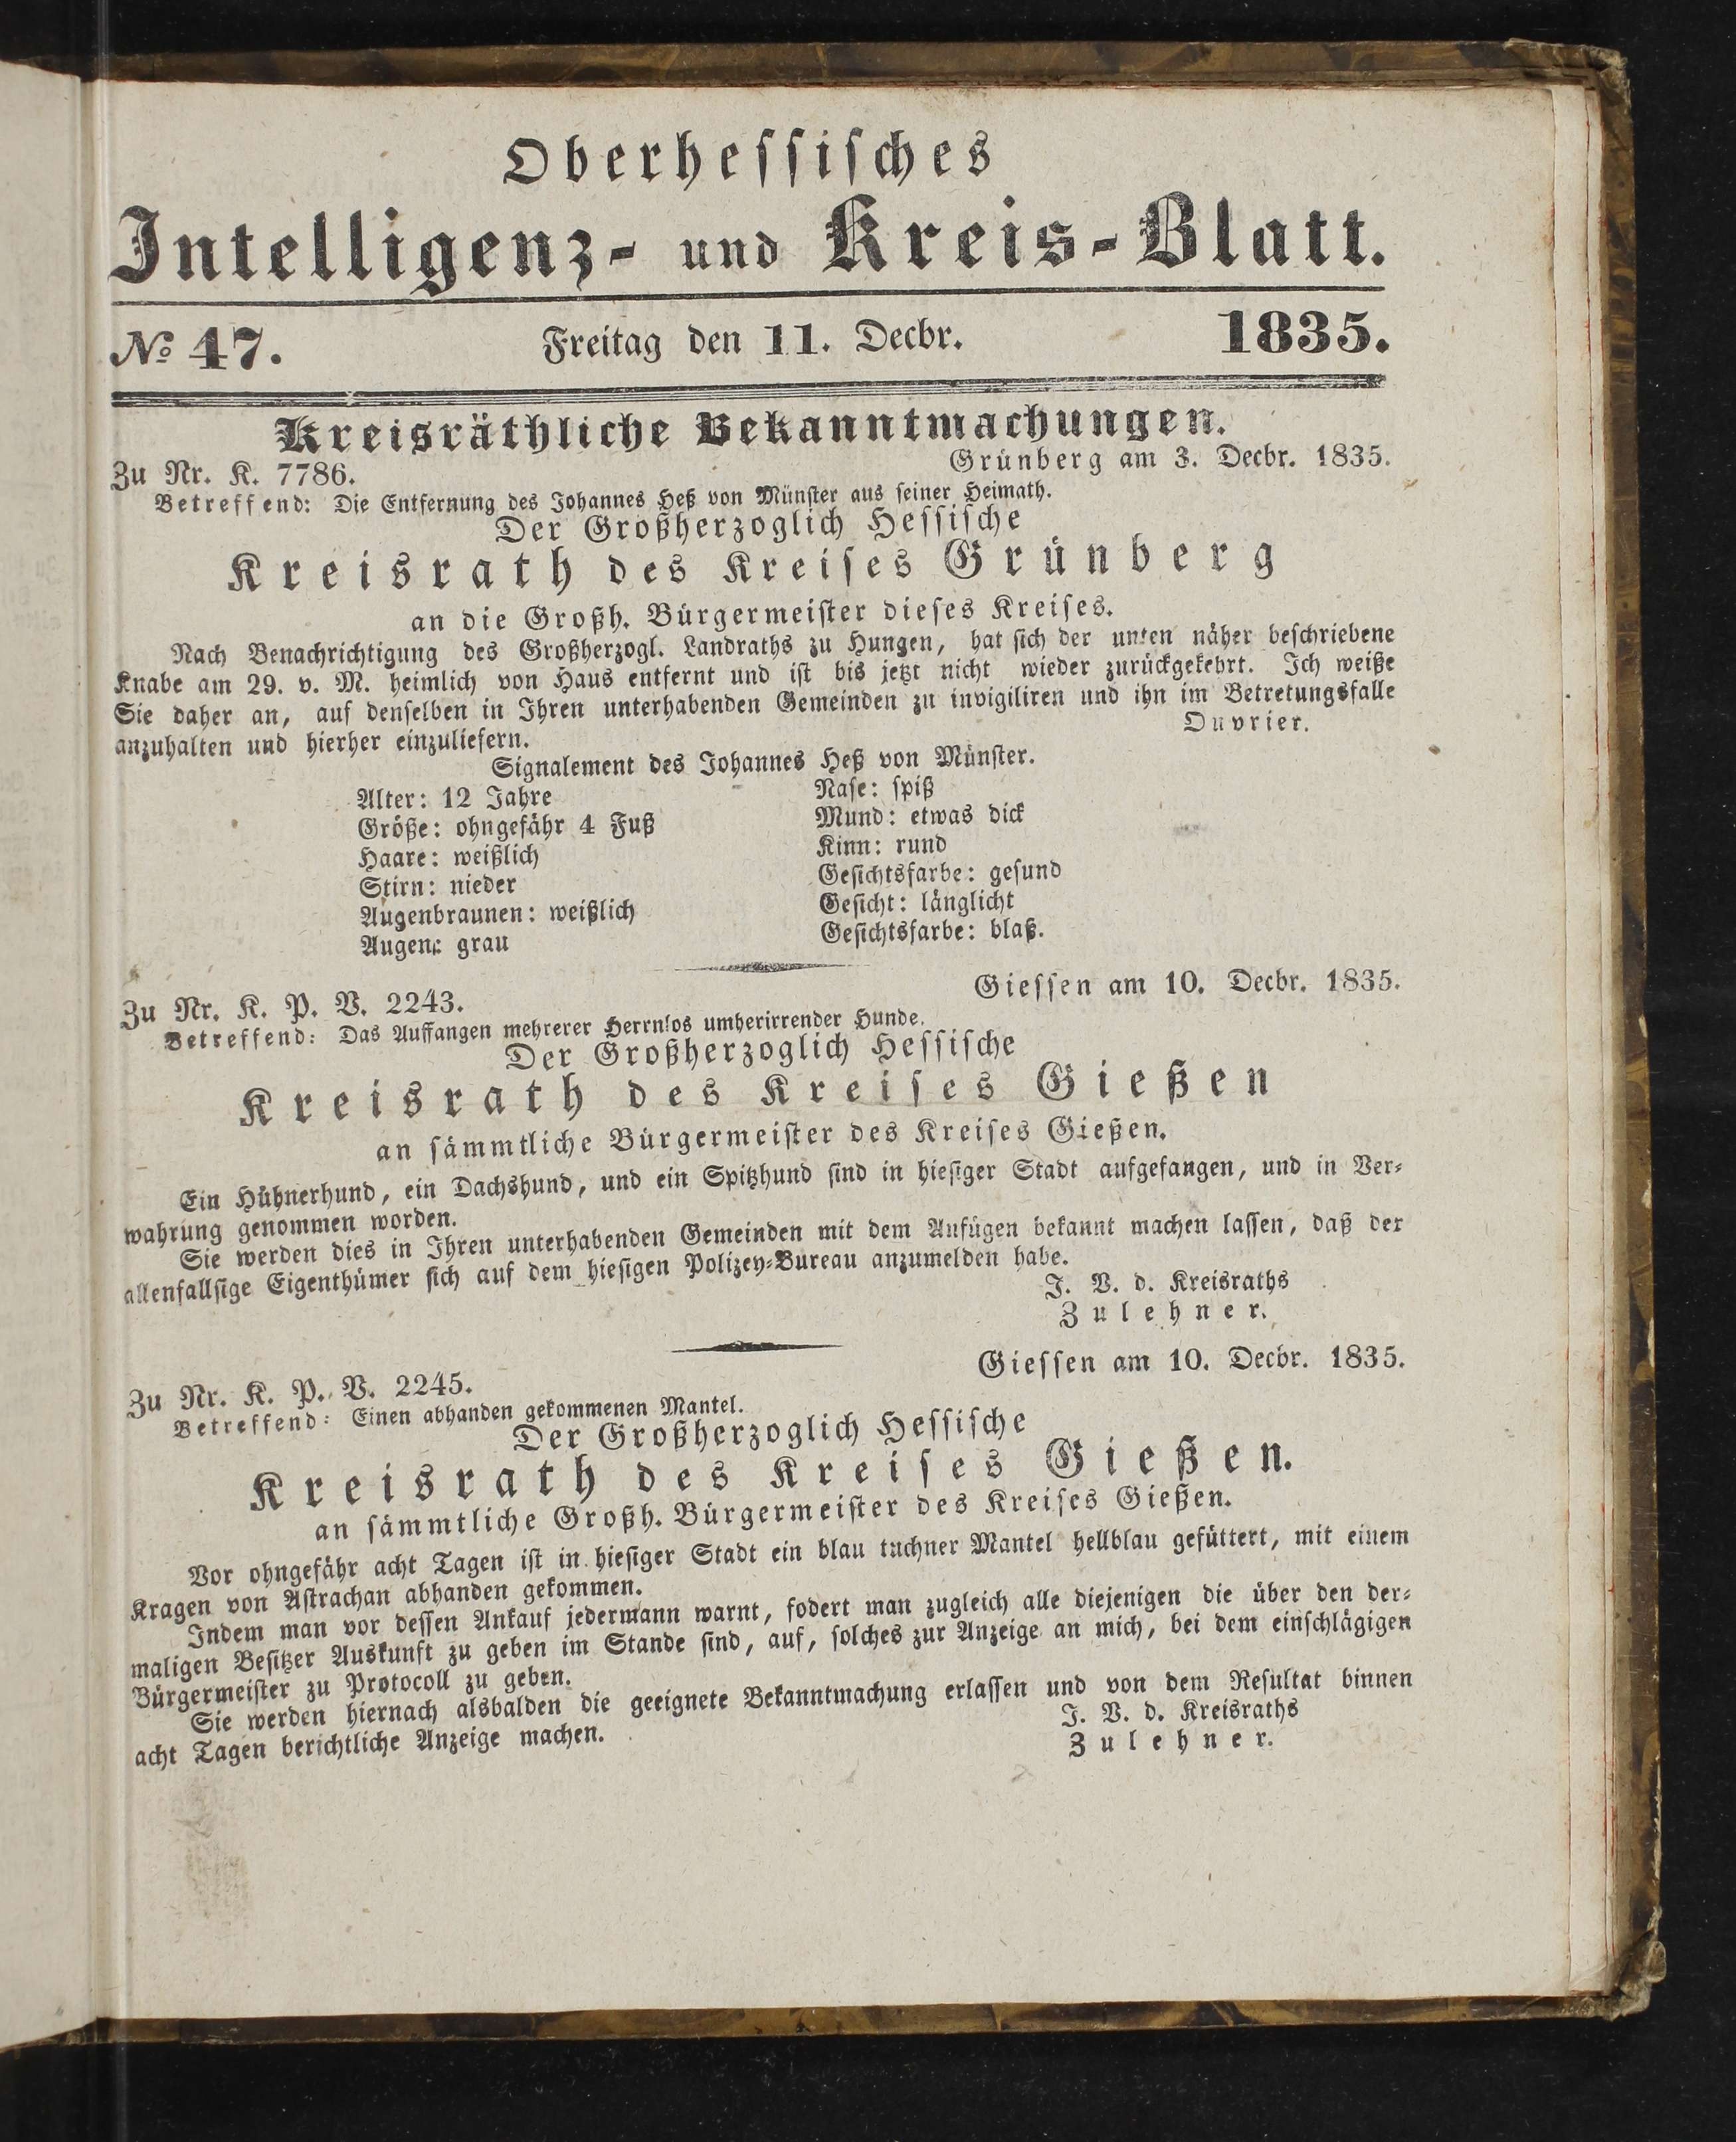 Oberhessisches
Intelligenz- und Kreis-Blatt.
No 47. Freitag den 11. Decbr. 1835.
Kreisräthliche Bekanntmachungen.
Zu Nr. K. 7786. Grünberg am 3. Decbr. 1835.
Betreffend: Die Entfernung des Johannes Heß von Münster aus seiner Heimath.
Der Großherzoglich Hessische
Kreisrath des Kreises Grünberg
an die Großh. Bürgermeister dieses Kreises.
Nach Benachrichtigung des Großherzogl. Landraths zu Hungen, hat sich der unten näher beschriebene
Knabe am 29. v. M. heimlich von Haus entfernt und ist bis jetzt nicht wieder zurückgekehrt. Ich weiße
Sie daher an, auf denselben in Ihren unterhabenden Gemeinden zu invigiliren und ihn im Betretungsfalle
anzuhalten und hierher einzuliefern. Ouvrier.
Signalement des Johannes Heß von Münster.
Alter: 12 Jahre
Größe: ohngefähr 4 Fuß
Haare: weißlich
Stirn: nieder
Augenbraunen: weißlich
Augen: grau
Nase: spiß
Mund: etwas dick
Kinn: rund
Gesichtsfarbe: gesund
Gesicht: länglicht
Gesichtsfarbe: blaß.
Zu Nr. K. P. V. 2243. Giessen am 10. Decbr. 1835.
Betreffend: Das Auffangen mehrerer Herrnlos umherirrender Hunde.
Der Großherzoglich Hessische
Kreisrath des Kreises Gießen
an sämmtliche Bürgermeister des Kreises Gießen.
Ein Hühnerhund, ein Dachshund, und ein Spitzhund sind in hiesiger Stadt aufgefangen, und in Ver-
wahrung genommen worden.
Sie werden dies in Ihren unterhabenden Gemeinden mit dem Anfügen bekannt machen lassen, daß der
allenfallsige Eigenthümer sich auf dem hiesigen Polizey-Bureau anzumelden habe.
J. V. d. Kreisraths
Zulehner.
Zu Nr. K. P. V. 2245. Giessen am 10. Decbr. 1835.
Betreffend: Einen abhanden gekommenen Mantel.
Der Großherzoglich Hessische
Kreisrath des Kreises Gießen.
an sämmtliche Großh. Bürgermeister des Kreises Gießen.
Vor ohngefähr acht Tagen ist in hiesiger Stadt ein blau tuchner Mantel hellblau gefüttert, mit einem
Kragen von Astrachan abhanden gekommen.
Indem man vor dessen Ankauf jedermann warnt, fodert man zugleich alle diejenigen die über den der-
maligen Besitzer Auskunft zu geben im Stande sind, auf, solches zur Anzeige an mich, bei dem einschlägigen
Bürgermeister zu Protocoll zu geben.
Sie werden hiernach alsbalden die geeignete Bekanntmachung erlassen und von dem Resultat binnen
acht Tagen berichtliche Anzeige machen. J. V. d. Kreisraths
Zulehner.